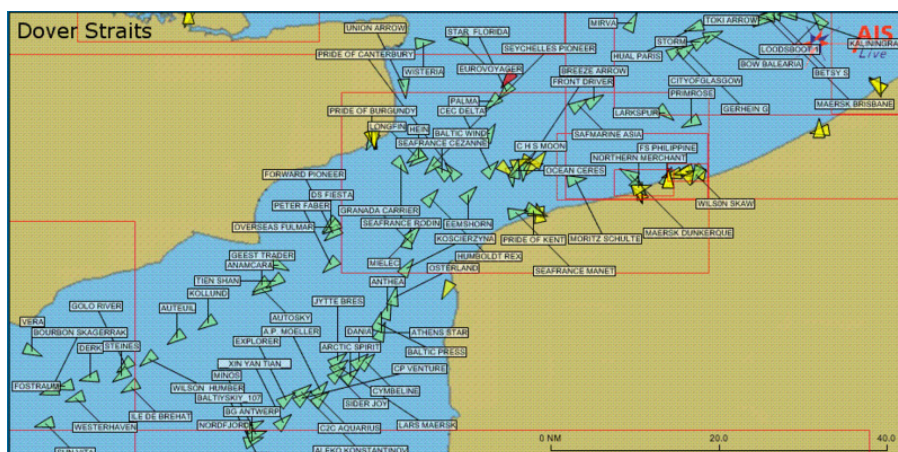 Dover Straits
UNION ARROW
STAR FLORIDA
MIRVA
TOKI ARROW
AIS
Live
PRIDE OF CANTERBURY
SEYCHELLES PIONEER
STORM
KALININGRA
WISTERIA
EUROVOYAGER
HUAL PARIS
LOODSBOOT 1
BREEZE ARROW
BOW BALEARIA
FRONT DRIVER
CITYOFGLASGOW
BETSY S
PALMA
PRIMROSE
PRIDE OF BURGUNDY
CEC DELTA
LARKSPUR
GERHEIN G
MAERSK BRISBANE
LONGFIN
HEIN
BALTIC WIND
SAFMARINE ASIA
SEAFRANCE CEZANNE
C H S MOON
FS PHILIPPINE
NORTHERN MERCHANT
FORWARD PIONEER
OCEAN CERES
DS FIESTA
WILSON SKAW
PETER FABER
GRANADA CARRIER
OVERSEAS FULMAR
SEAFRANCE RODIN
EEMSHORN
MAERSK DUNKERQUE
KOSCIERZYNA
PRIDE OF KENT
MORITZ SCHULTE
GEEST TRADER
HUMBOLDT REX
ANAMCARA
MIELEC
OSTERLAND
SEAFRANCE MANET
TIEN SHAN
ANTHEA
KOLLUND
GOLO RIVER
AUTEUIL
JYTTE BRES
VERA
AUTOSKY
BOURBON SKAGERRAK
A.P. MOELLER
DANIA
ATHENS STAR
EXPLORER
DERK
STEINES
ARCTIC SPIRIT
BALTIC PRESS
XIN YAN TIAN
CP VENTURE
MINOS
FOSTRAUM
WILSON HUMBER
CYMBELINE
BALTIYSKIY 107
SIDER JOY
ILE DE BREHAT
BG ANTWERP
WESTERHAVEN
NORDFJORD
C2C AQUARIUS
LARS MAERSK
ALEKO KONSTANTINOV
0 NM
20.0
40.0